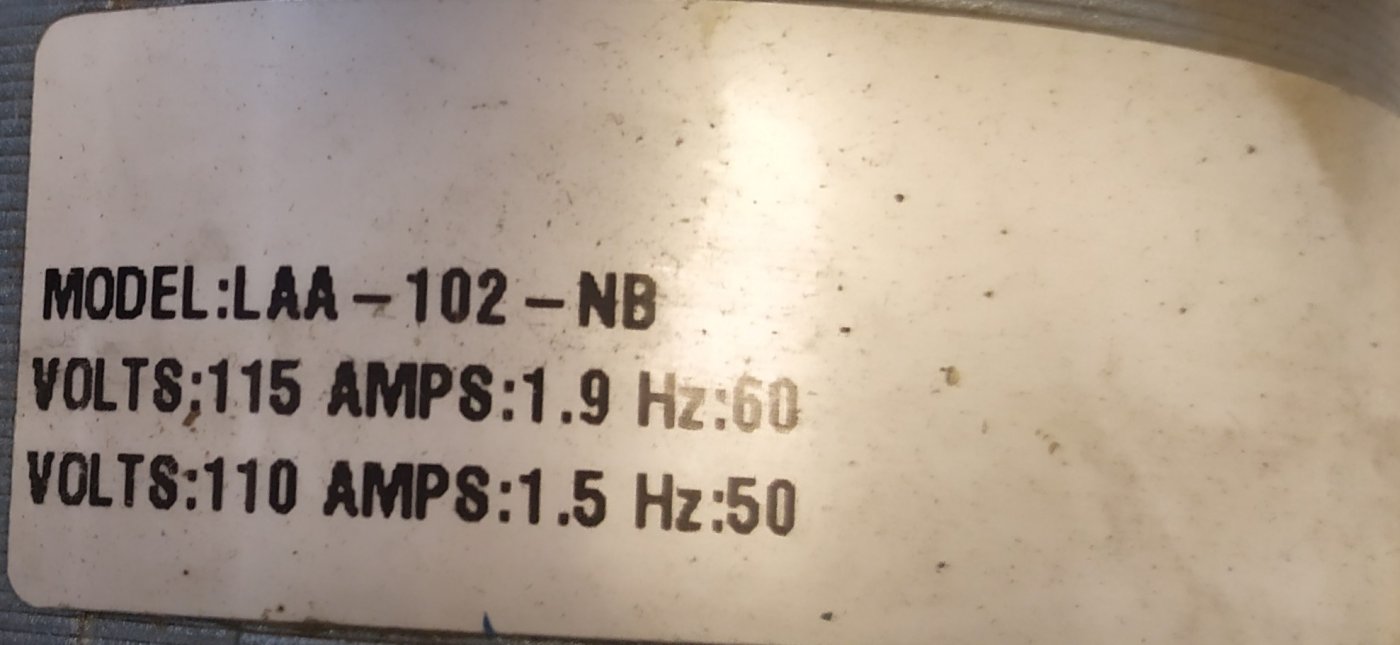 MODEL:LAA-102-NB
VOLTS;115 AMPS:1.9 Hz:60
VOLTS:110 AMPS:1.5 Hz:50